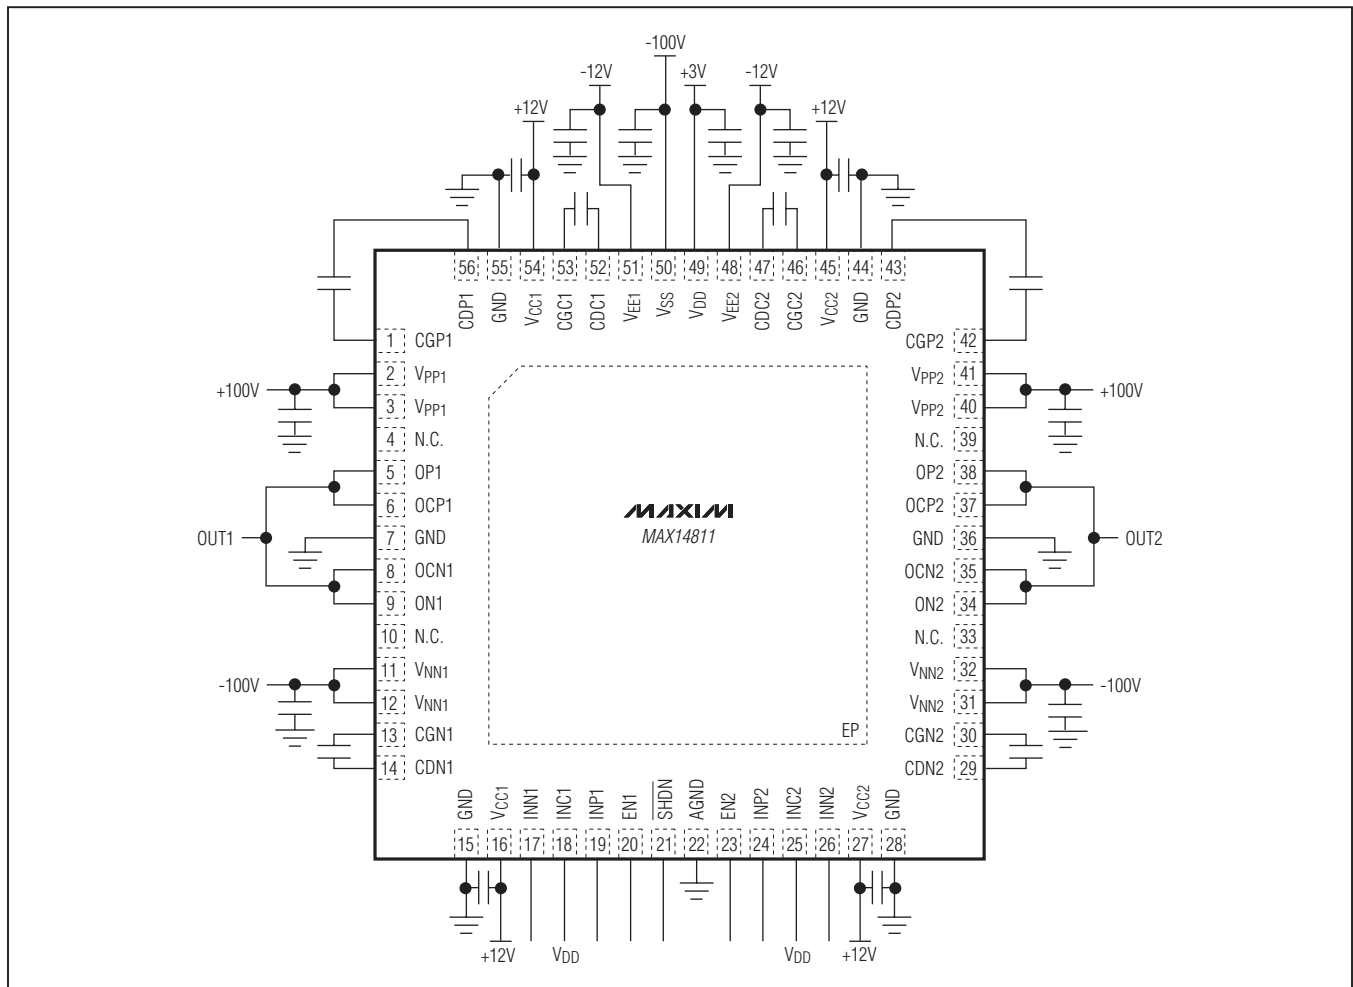 -100V
-12V
+3V
-12V
+12V
+12V
56 55 54 53 52 51 50 49 48 47 46 45 44 43
CDP1 GND VCC1 CGC1 CDC1 VEE1 VSS VDD VEE2 CDC2 CGC2 VCC2 GND CDP2
1 CGP1
CGP2 42
2 VPP1
VPP2 41
+100V
+100V
3 VPP1
VPP2 40
4 N.C.
N.C. 39
5 OP1
OP2 38
6 OCP1
OCP2 37
MAXIM
MAX14811
OUT1
7 GND
GND 36
OUT2
8 OCN1
OCN2 35
9 ON1
ON2 34
10 N.C.
N.C. 33
11 VNN1
VNN2 32
-100V
-100V
12 VNN1
VNN2 31
13 CGN1
EP
CGN2 30
14 CDN1
CDN2 29
GND VCC1 INN1 INC1 INP1 EN1 SHDN AGND EN2 INP2 INC2 INN2 VCC2 GND
15 16 17 18 19 20 21 22 23 24 25 26 27 28
+12V VDD VDD +12V